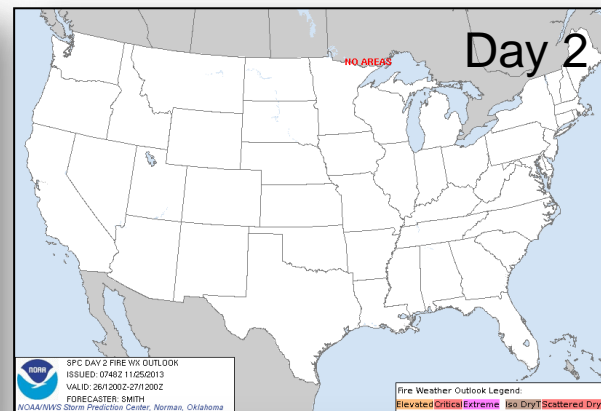 Day 2
NO AREAS
NOAA
SPC DAY 2 FIRE WX OUTLOOK
ISSUED: 0748Z 11/25/2013
VALID: 26/1200Z-27/1200Z
FORECASTER: SMITH
NOAA/NWS Storm Prediction Center, Norman, Oklahoma
Fire Weather Outlook Legend:
Elevated Critical Extreme Iso DryT Scattered Dry